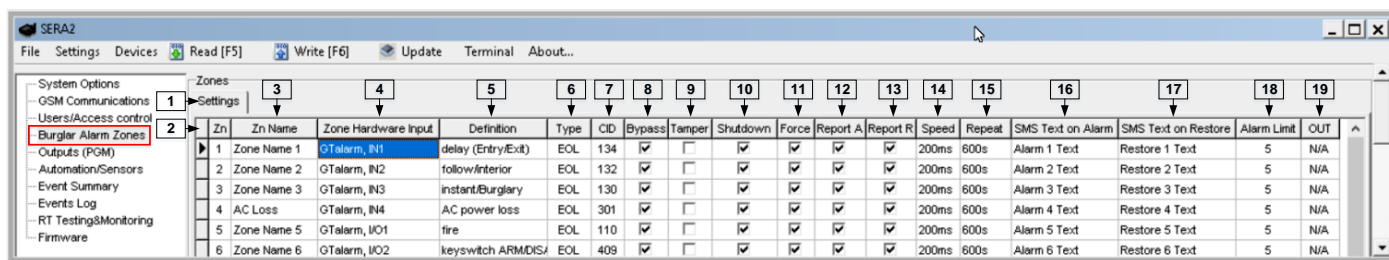 SERA2
File Settings Devices Read [F5] Write [F6] Update Terminal About...
System Options
GSM Communications
Users/Access control
Burglar Alarm Zones
Outputs (PGM)
Automation/Sensors
Event Summary
Events Log
RT Testing&Monitoring
Firmware
Zones
1 Settings 3 4 5 6 7 8 9 10 11 12 13 14 15 16 17 18 19
2 Zn Zn Name Zone Hardware Input Definition Type CID Bypass Tamper Shutdown Force Report A Report R Speed Repeat SMS Text on Alarm SMS Text on Restore Alarm Limit OUT
1 Zone Name 1 GTalarm, IN1 delay (Entry/Exit) EOL 134 200ms 600s Alarm 1 Text Restore 1 Text 5 N/A
2 Zone Name 2 GTalarm, IN2 follow/interior EOL 132 200ms 600s Alarm 2 Text Restore 2 Text 5 N/A
3 Zone Name 3 GTalarm, IN3 instant/Burglary EOL 130 200ms 600s Alarm 3 Text Restore 3 Text 5 N/A
4 AC Loss GTalarm, IN4 AC power loss EOL 301 200ms 600s Alarm 4 Text Restore 4 Text 5 N/A
5 Zone Name 5 GTalarm, I/O1 fire EOL 110 200ms 600s Alarm 5 Text Restore 5 Text 5 N/A
6 Zone Name 6 GTalarm, I/O2 keyswitch ARM/DISA EOL 409 200ms 600s Alarm 6 Text Restore 6 Text 5 N/A